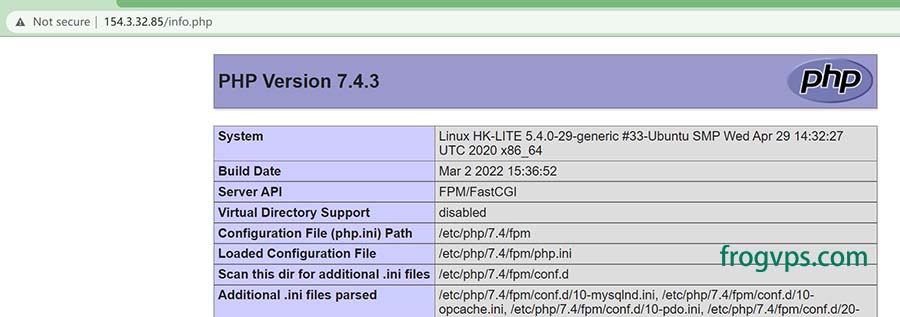 Not secure | 154.3.32.85/info.php
PHP Version 7.4.3
php
System Linux HK-LITE 5.4.0-29-generic #33-Ubuntu SMP Wed Apr 29 14:32:27
UTC 2020 x86_64
Build Date Mar 2 2022 15:36:52
Server API FPM/FastCGI
Virtual Directory Support disabled
Configuration File (php.ini) Path /etc/php/7.4/fpm
Loaded Configuration File /etc/php/7.4/fpm/php.ini
Scan this dir for additional .ini files /etc/php/7.4/fpm/conf.d
Additional .ini files parsed /etc/php/7.4/fpm/conf.d/10-mysqlnd.ini, /etc/php/7.4/fpm/conf.d/10-
opcache.ini, /etc/php/7.4/fpm/conf.d/10-pdo.ini, /etc/php/7.4/fpm/conf.d/20-
frogvps.com